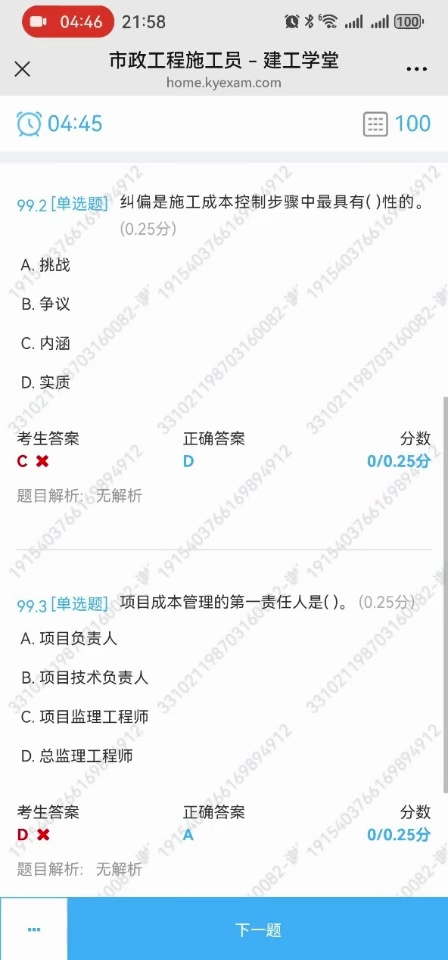 04:46 21:58 6 100
市政工程施工员 – 建工学堂
home.kyexam.com
04:45 100
99.2 [单选题] 纠偏是施工成本控制步骤中最具有( )性的。
(0.25分)
A. 挑战
B. 争议
C. 内涵
D. 实质
考生答案 正确答案 分数
C ✖ D 0/0.25分
题目解析: 无解析
99.3 [单选题] 项目成本管理的第一责任人是( )。 (0.25分)
A. 项目负责人
B. 项目技术负责人
C. 项目监理工程师
D. 总监理工程师
考生答案 正确答案 分数
D ✖ A 0/0.25分
题目解析: 无解析
下一题